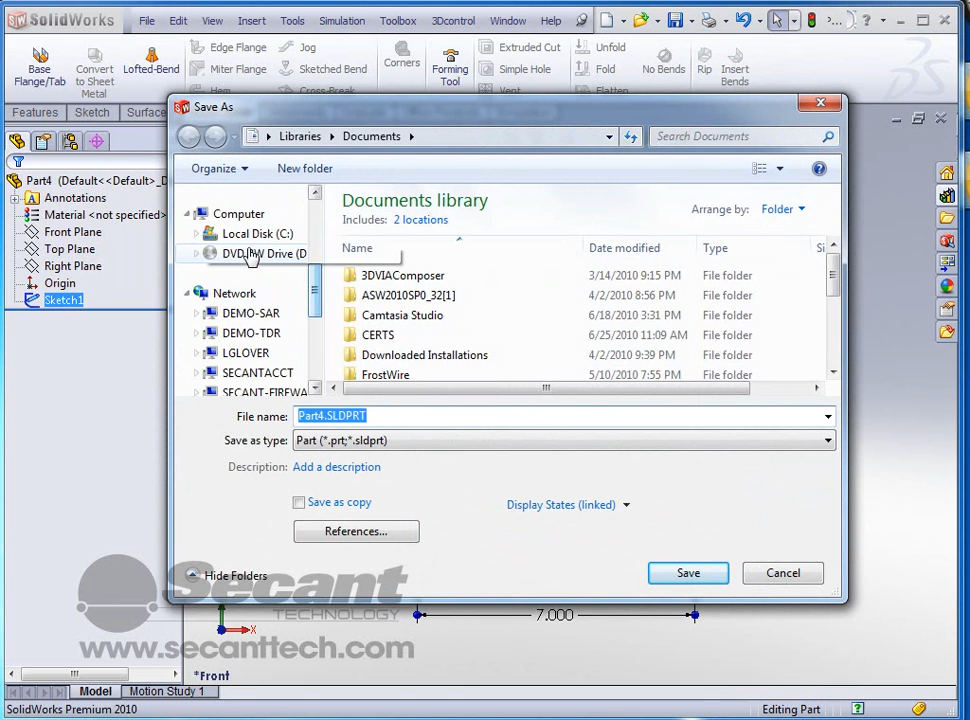 SolidWorks File Edit View Insert Tools Simulation Toolbox 3Dcontrol Window Help
Base Flange/Tab
Convert to Sheet Metal
Lofted-Bend
Edge Flange
Miter Flange
Hem
Jog
Sketched Bend
Cross-Break
Corners
Forming Tool
Extruded Cut
Simple Hole
Vent
Unfold
Fold
Flatten
No Bends
Rip
Insert Bends
Features Sketch Surface
Save As
Libraries Documents
Search Documents
Organize New folder
Part4 (Default<<Default>_D
Annotations
Material <not specified>
Front Plane
Top Plane
Right Plane
Origin
Sketch1
Computer
Local Disk (C:)
DVD RW Drive (D
Network
DEMO-SAR
DEMO-TDR
LGLOVER
SECANTACCT
SECANT-FIREWA
Documents library
Includes: 2 locations
Arrange by: Folder
Name Date modified Type Si
3DVIAComposer 3/14/2010 9:15 PM File folder
ASW2010SP0_32[1] 4/2/2010 8:56 PM File folder
Camtasia Studio 6/18/2010 3:31 PM File folder
CERTS 6/25/2010 11:09 AM File folder
Downloaded Installations 4/2/2010 9:39 PM File folder
FrostWire 5/10/2010 7:55 PM File folder
File name: Part4.SLDPRT
Save as type: Part (*.prt;*.sldprt)
Description: Add a description
Save as copy
Display States (linked)
References...
Hide Folders
Save Cancel
Secant
TECHNOLOGY
www.secanttech.com
7.000
X
*Front
Model Motion Study 1
SolidWorks Premium 2010 Editing Part